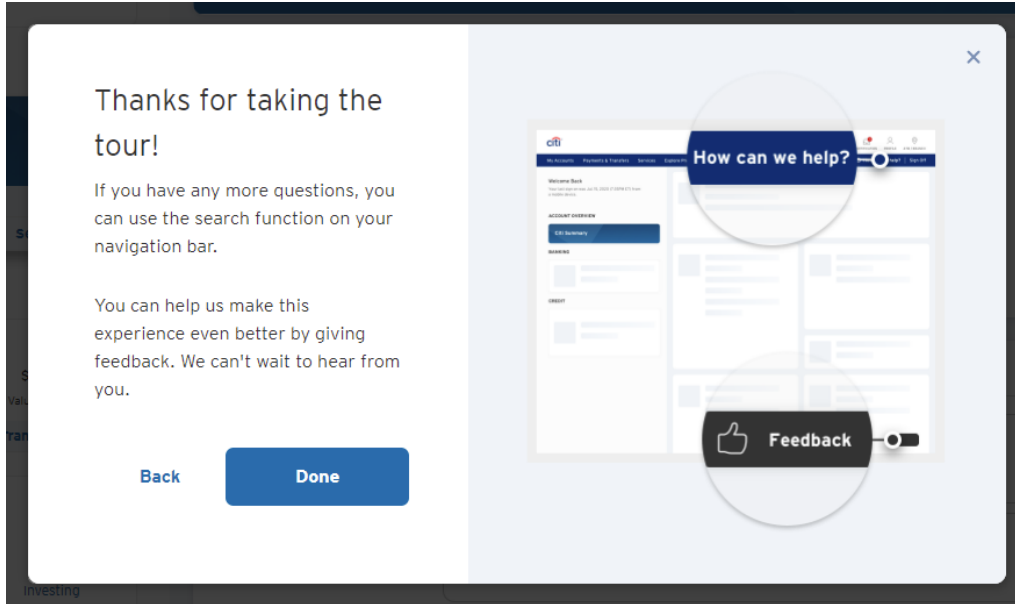 Thanks for taking the
tour!
If you have any more questions, you
can use the search function on your
navigation bar.
You can help us make this
experience even better by giving
feedback. We can't wait to hear from
you.
Back
Done
citi
My Accounts Payments & Transfers Services
How can we help?
Sign Off
Welcome Back
ACCOUNT OVERVIEW
Citi Summary
BANKING
CREDIT
Feedback
Investing